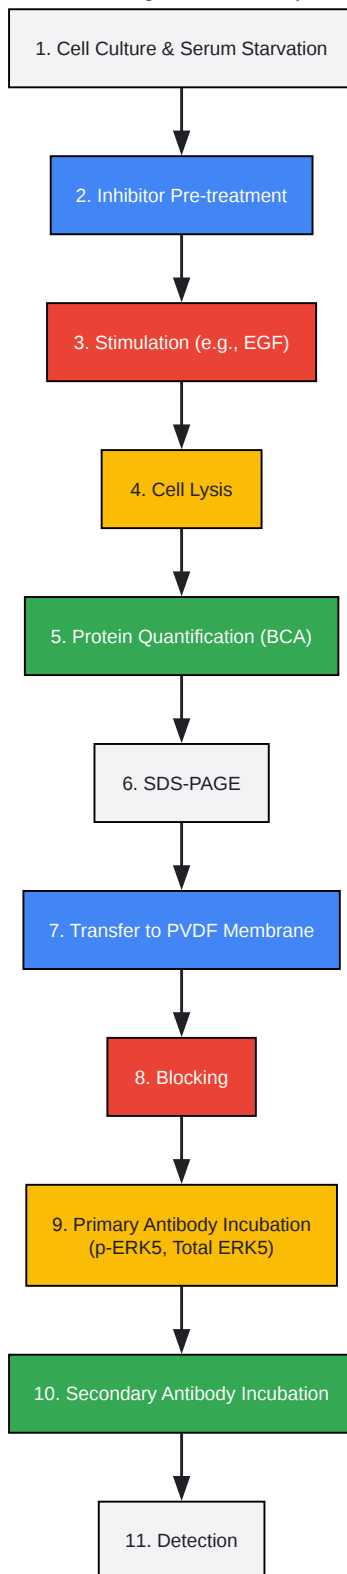 1. Cell Culture & Serum Starvation
2. Inhibitor Pre-treatment
3. Stimulation (e.g., EGF)
4. Cell Lysis
5. Protein Quantification (BCA)
6. SDS-PAGE
7. Transfer to PVDF Membrane
8. Blocking
9. Primary Antibody Incubation
(p-ERK5, Total ERK5)
10. Secondary Antibody Incubation
11. Detection